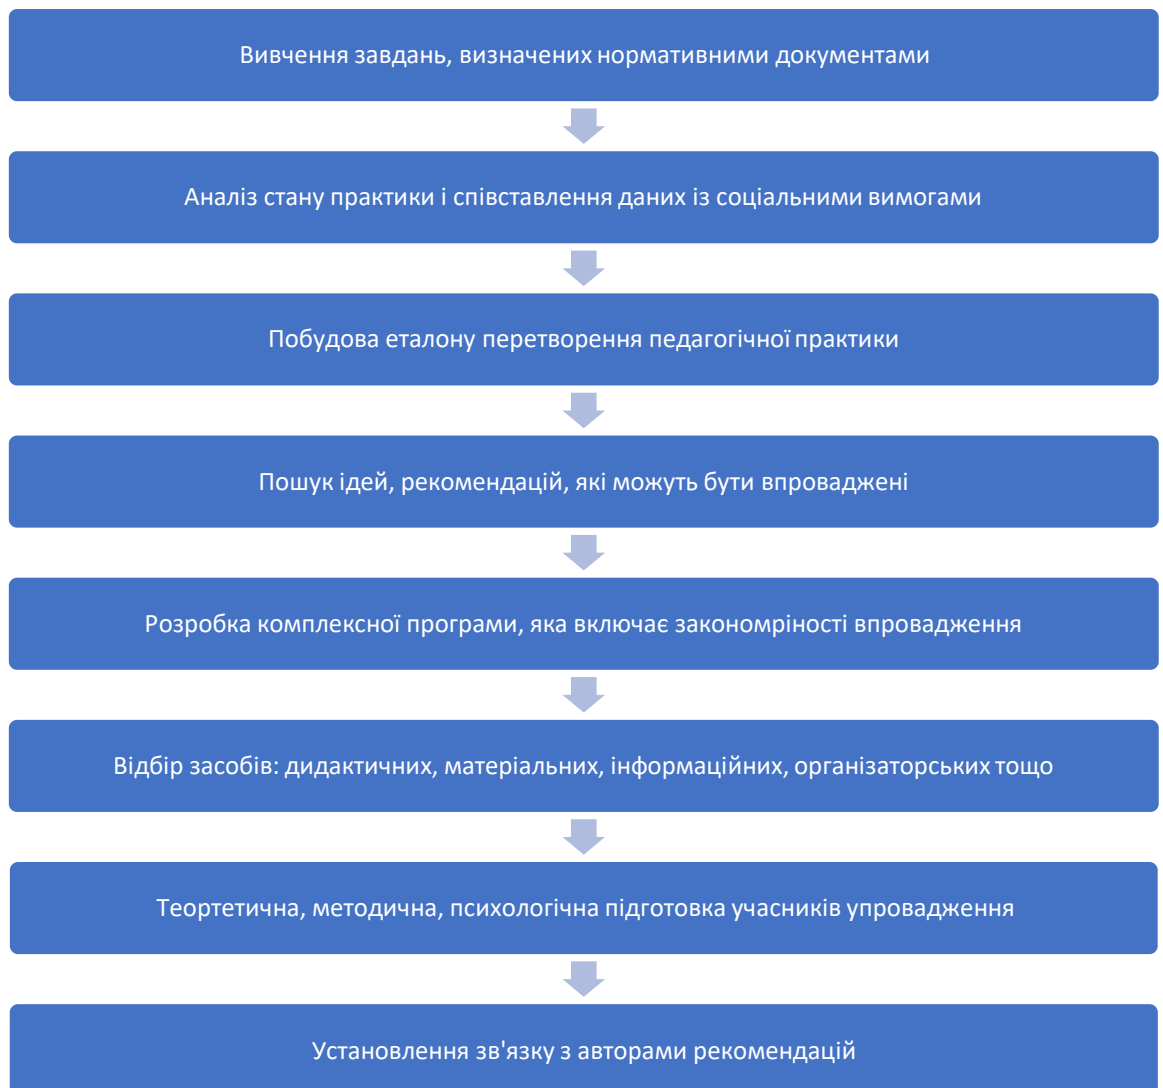 Вивчення завдань, визначених нормативними документами
Аналіз стану практики і співставлення даних із соціальними вимогами
Побудова еталону перетворення педагогічної практики
Пошук ідей, рекомендацій, які можуть бути впроваджені
Розробка комплексної програми, яка включає закономріності впровадження
Відбір засобів: дидактичних, матеріальних, інформаційних, організаторських тощо
Теортетична, методична, психологічна підготовка учасників упровадження
Установлення зв'язку з авторами рекомендацій